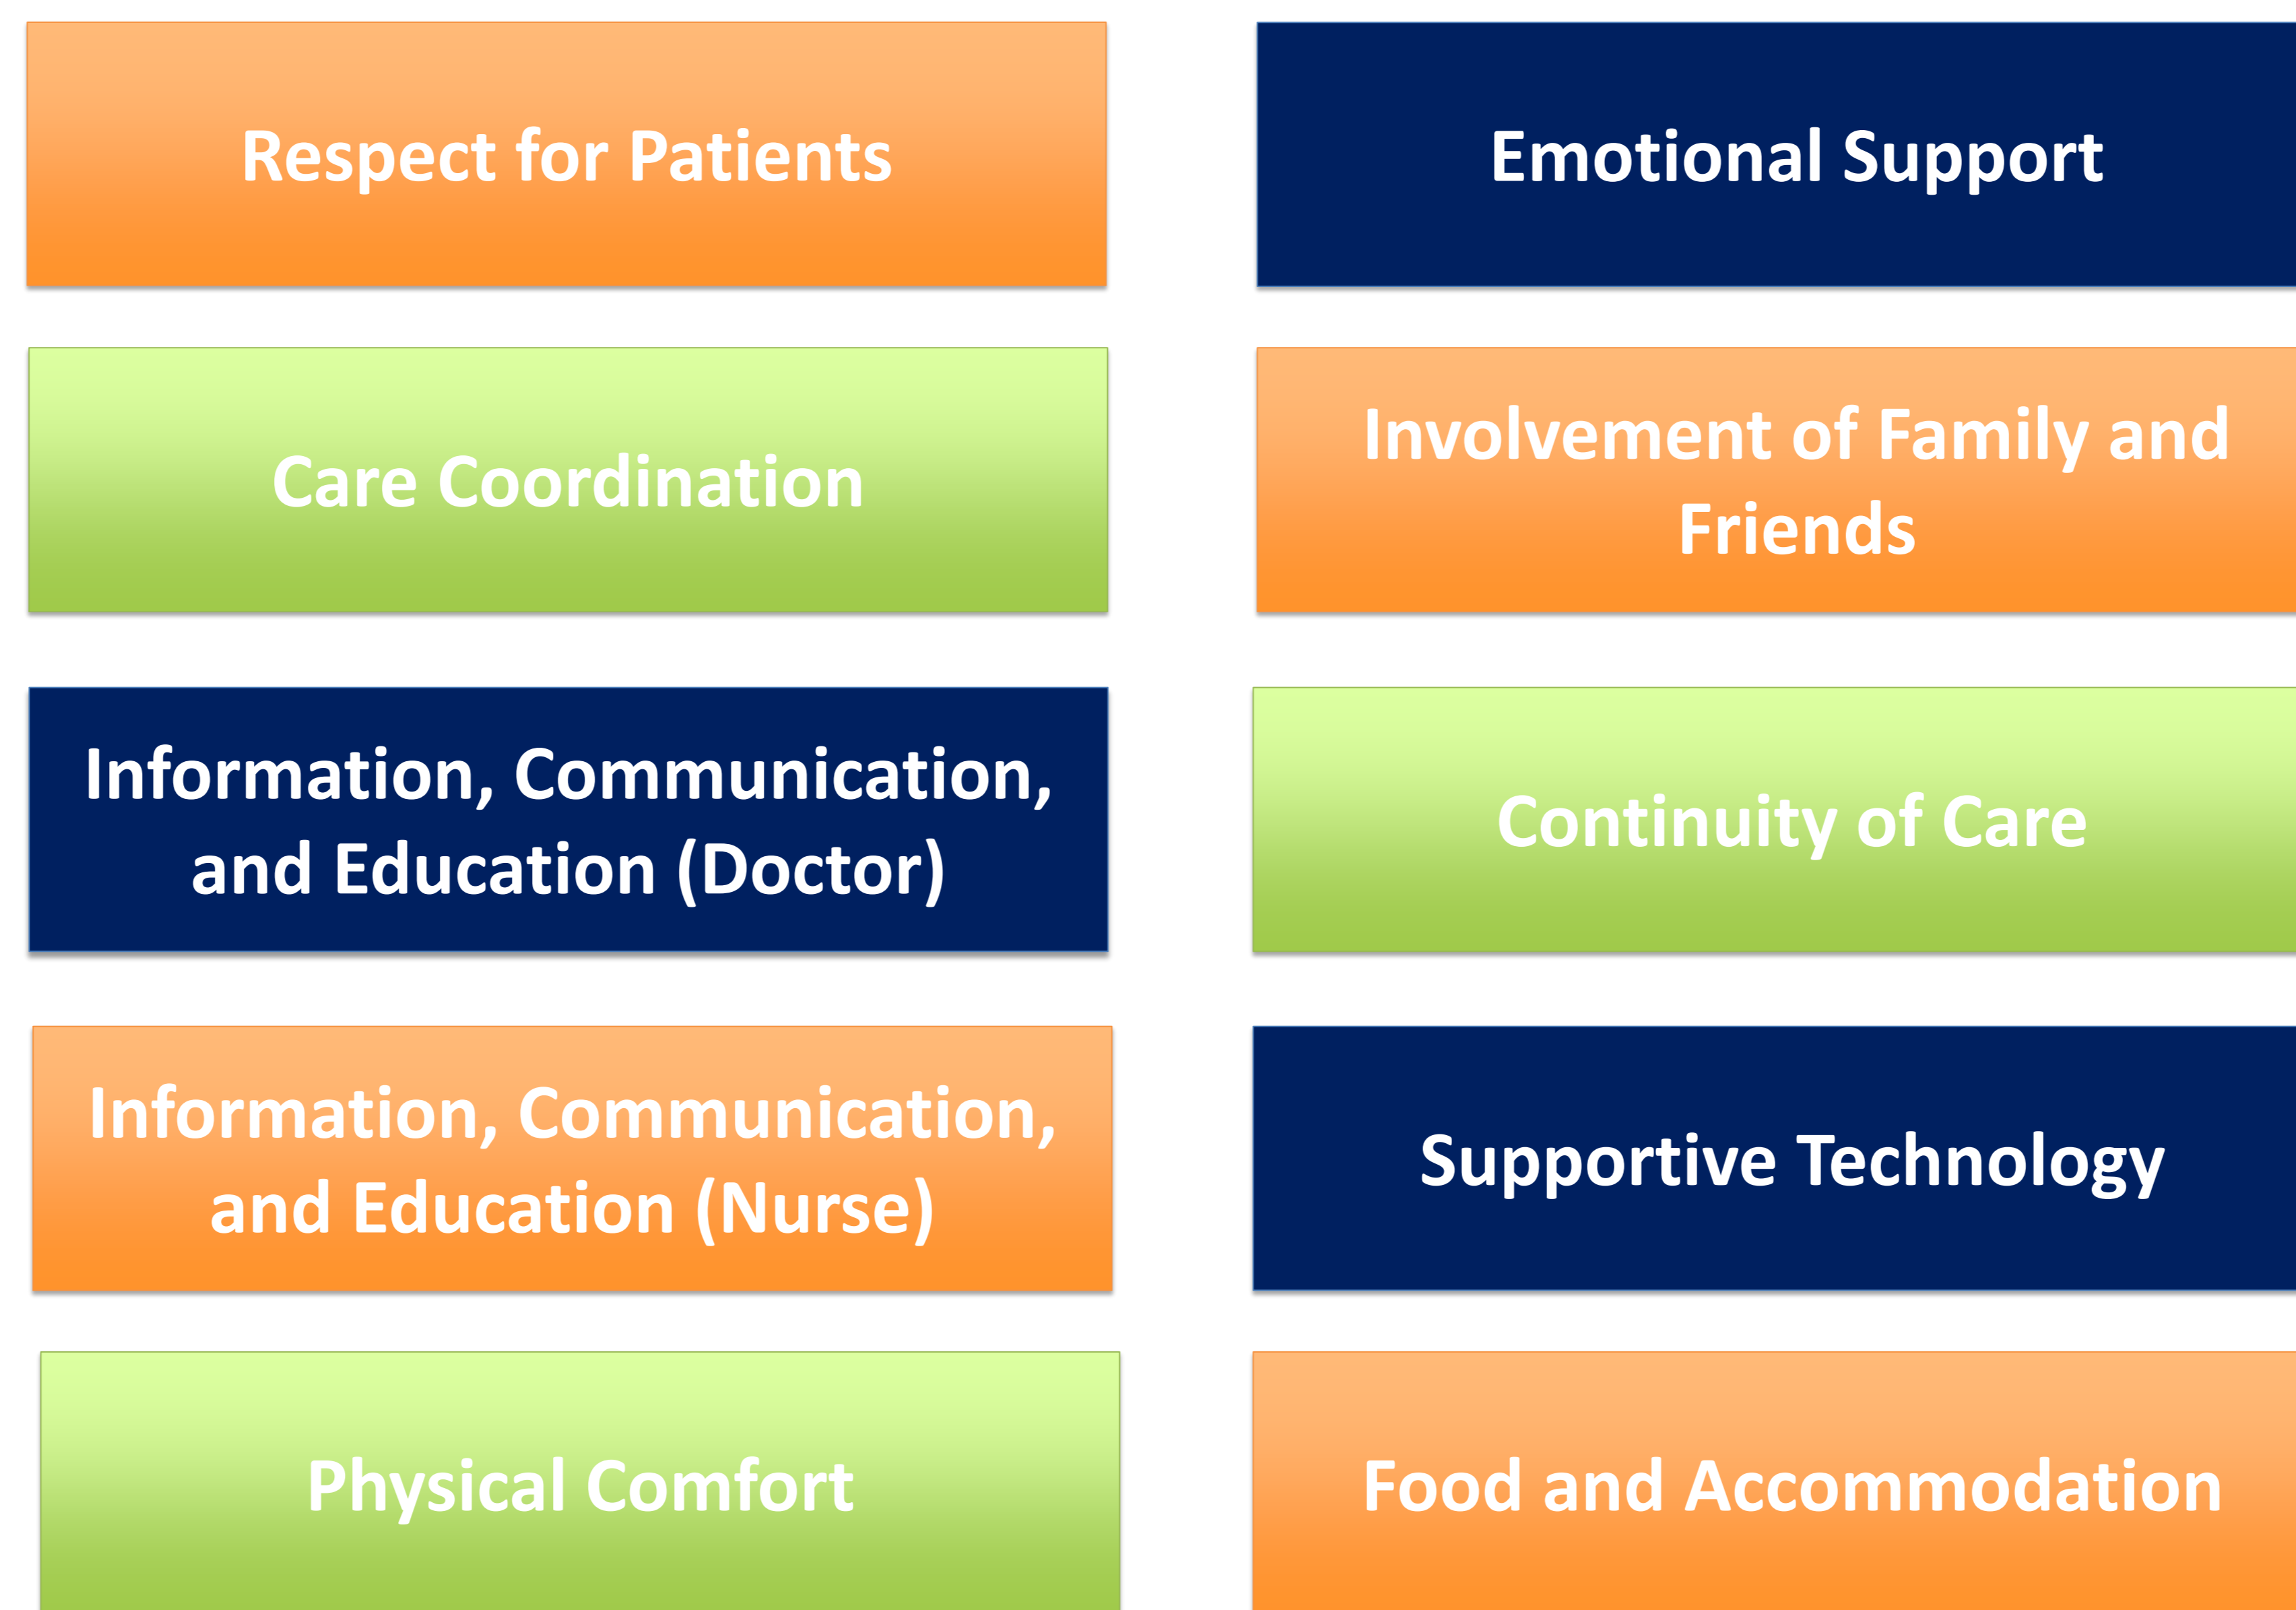 Respect for Patients
Emotional Support
Care Coordination
Involvement of Family and
Friends
Information, Communication,
and Education (Doctor)
Continuity of Care
Information, Communication,
and Education (Nurse)
Supportive Technology
Physical Comfort
Food and Accommodation